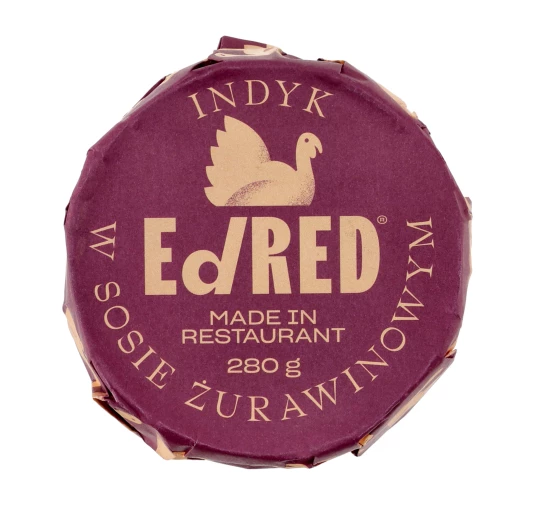 INDYK
EdRED®
MADE IN
RESTAURANT
280 g
W SOSIE ŻURAWINOWYM